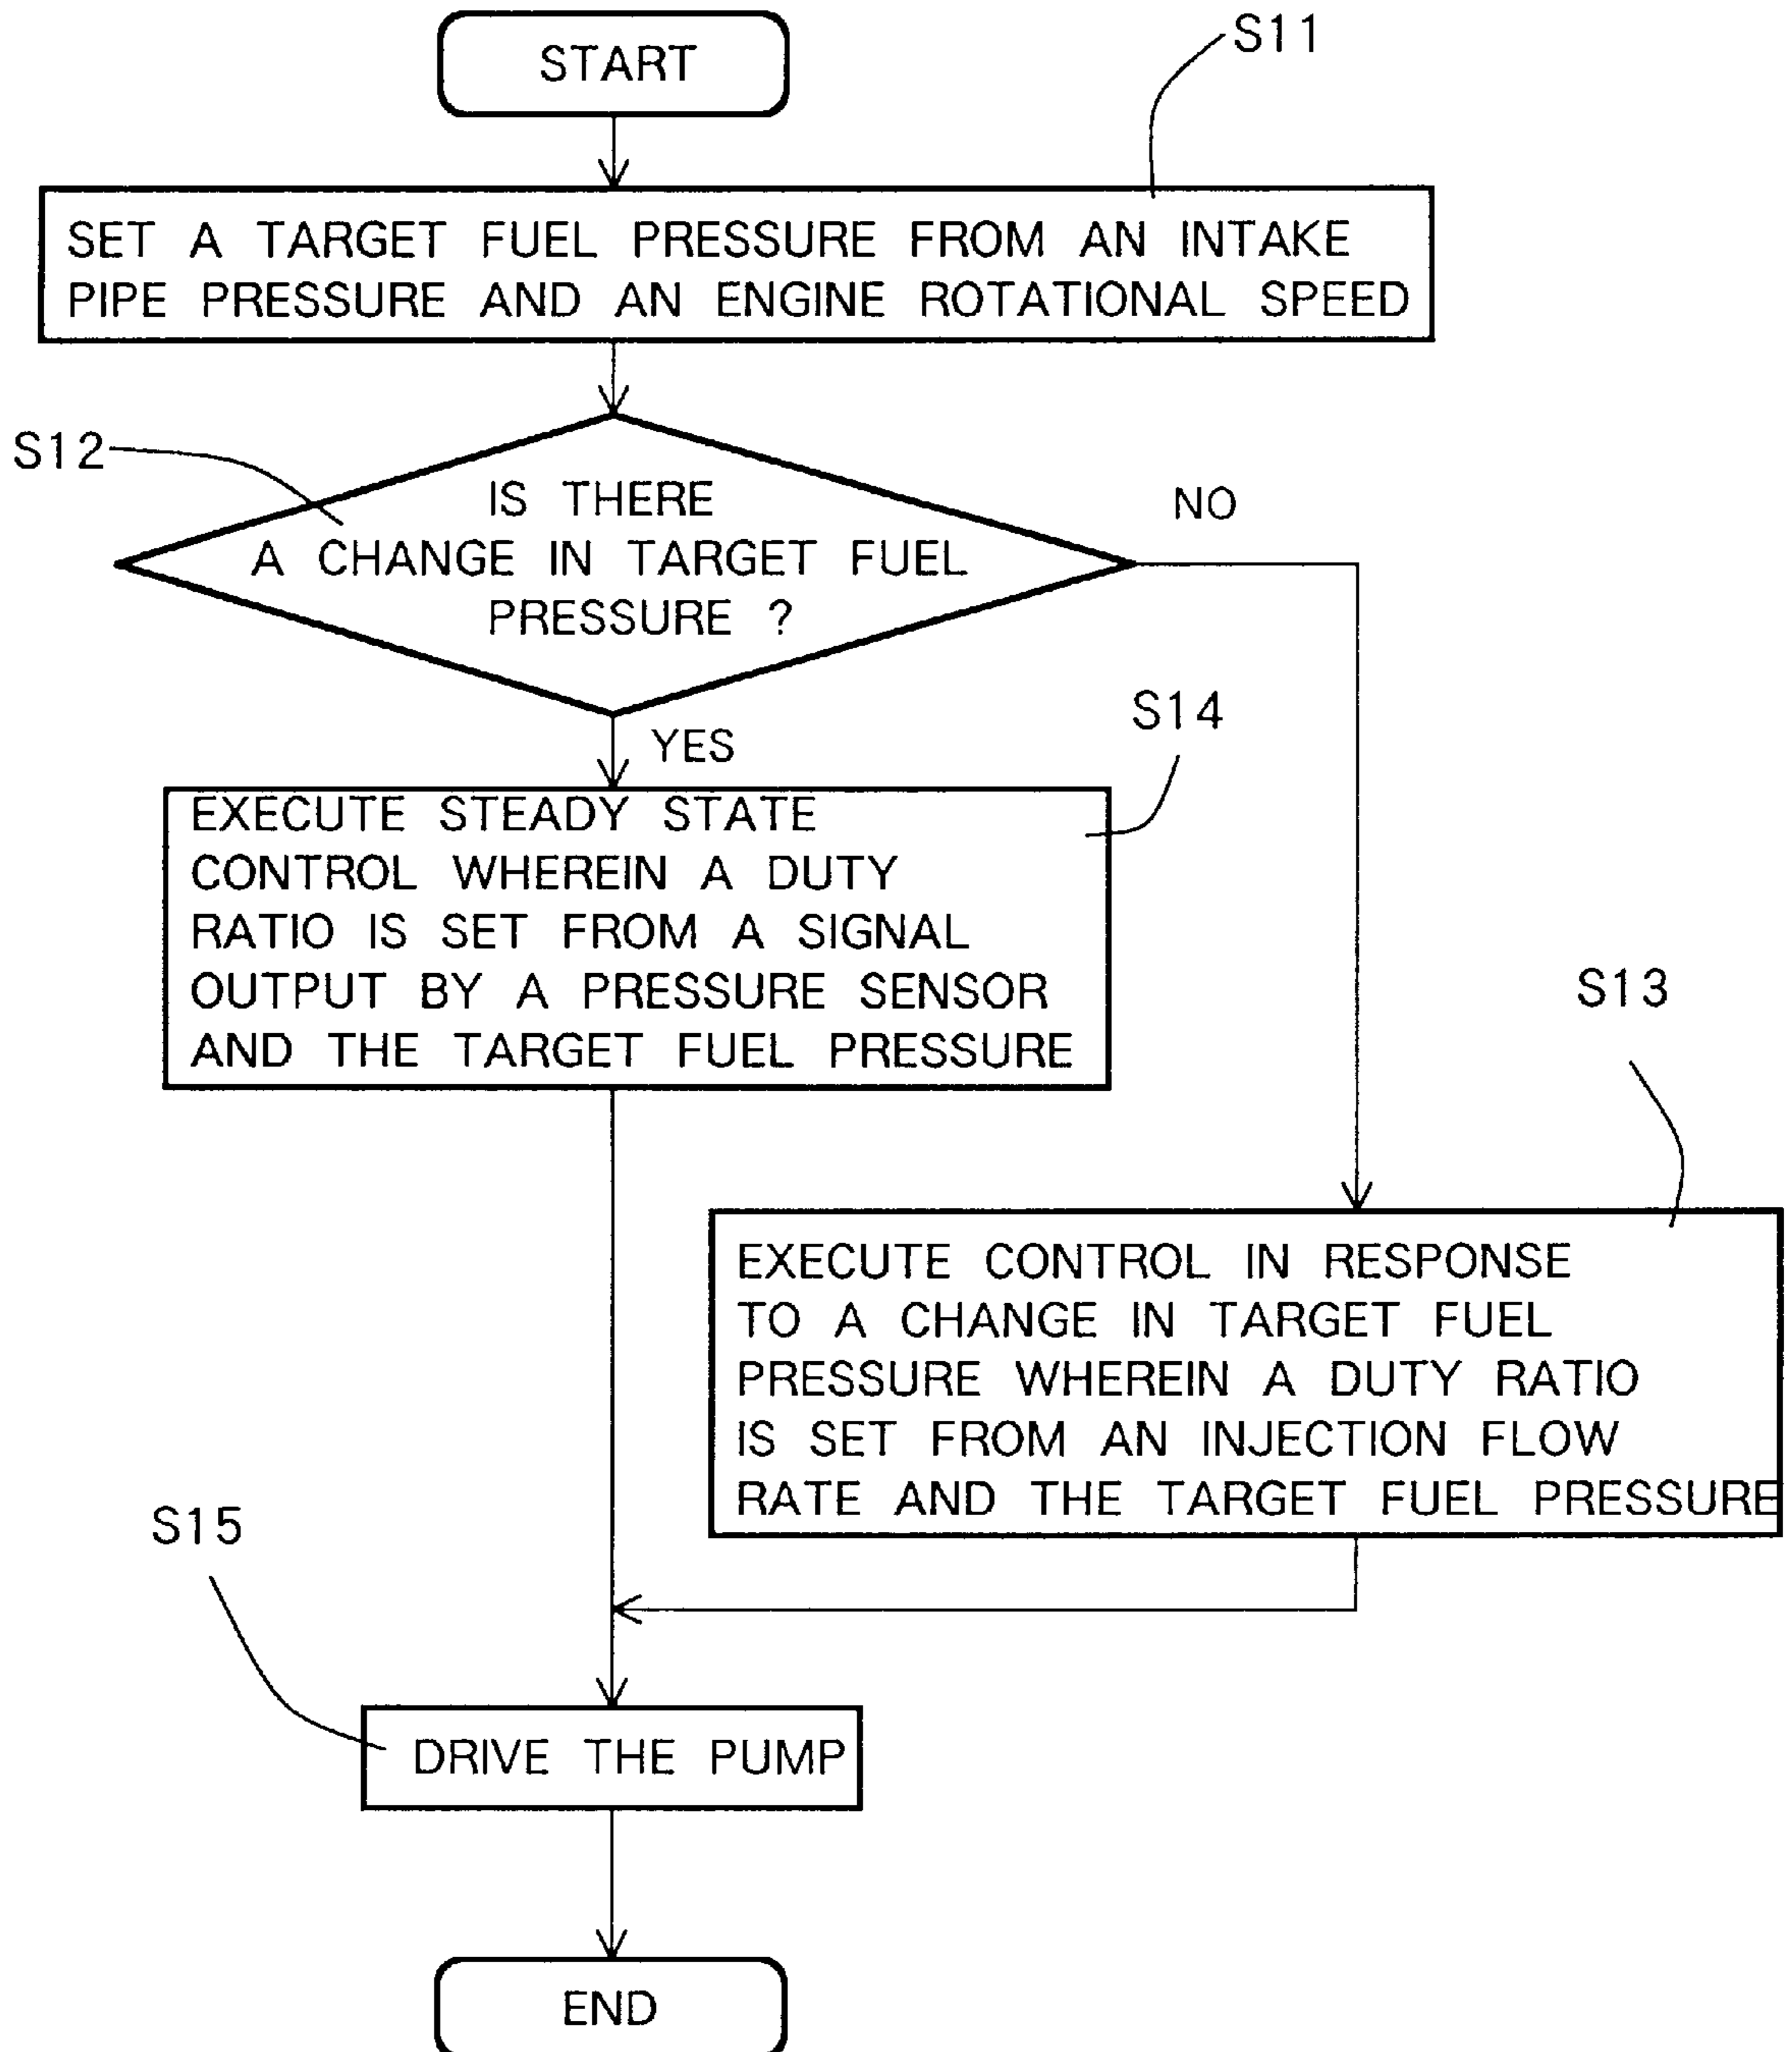 START
S11
SET A TARGET FUEL PRESSURE FROM AN INTAKE
PIPE PRESSURE AND AN ENGINE ROTATIONAL SPEED
S12
IS THERE
A CHANGE IN TARGET FUEL
PRESSURE ?
NO
YES
S14
EXECUTE STEADY STATE
CONTROL WHEREIN A DUTY
RATIO IS SET FROM A SIGNAL
OUTPUT BY A PRESSURE SENSOR
AND THE TARGET FUEL PRESSURE
S13
EXECUTE CONTROL IN RESPONSE
TO A CHANGE IN TARGET FUEL
PRESSURE WHEREIN A DUTY RATIO
IS SET FROM AN INJECTION FLOW
RATE AND THE TARGET FUEL PRESSURE
S15
DRIVE THE PUMP
END